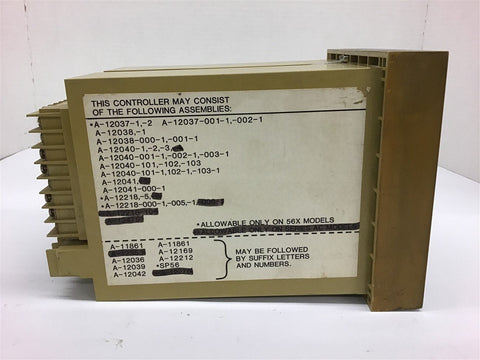 THIS CONTROLLER MAY CONSIST
OF THE FOLLOWING ASSEMBLIES:
*A-12037-1,-2 A-12037-001-1,-002-1
A-12038,-1
A-12038-000-1,-001-1
A-12040-1,-2,-3,
A-12040-001-1,-002-1,-003-1
A-12040-101,-102,-103
A-12040-101-1,102-1,-103-1
A-12041,
A-12041-000-1
*A-12218-5,
*A-12218-000-1,-005,-1
*ALLOWABLE ONLY ON 56X MODELS
A-11861 A-11861
A-12169
A-12036 A-12212
A-12039 *SP56
A-12042
MAY BE FOLLOWED
BY SUFFIX LETTERS
AND NUMBERS.